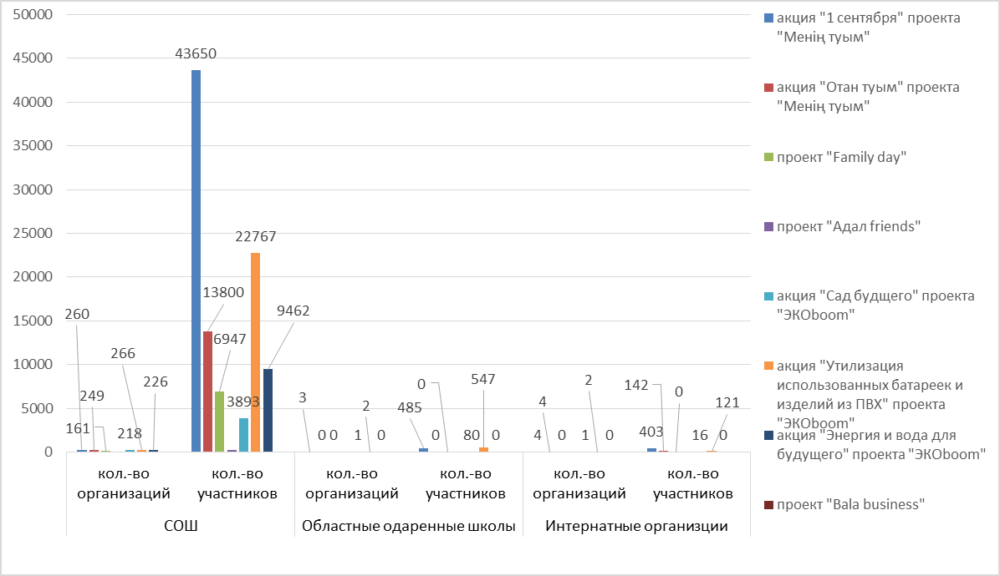 50000
45000
40000
35000
30000
25000
20000
15000
10000
5000
0
43650
22767
13800
9462
6947
3893
260
266
249
226
161
218
3
2
0 0
1
0
0
547
485
0
80
0
4
2
4
0
1
0
142
0
121
403
16
0
кол.-во
организаций
кол.-во
участников
кол.-во
организаций
кол.-во
участников
кол.-во
организаций
кол.-во
участников
СОШ
Областные одаренные школы
Интернатные организции
акция "1 сентября" проекта
"Менің туым"
акция "Отан туым" проекта
"Менің туым"
проект "Family day"
проект "Адал friends"
акция "Сад будщего" проекта
"ЭКОboom"
акция "Утилизация
использованных батареек и
изделий из ПВХ" проекта
"ЭКОboom"
акция "Энергия и вода для
будущего" проекта "ЭКОboom"
проект "Bala business"